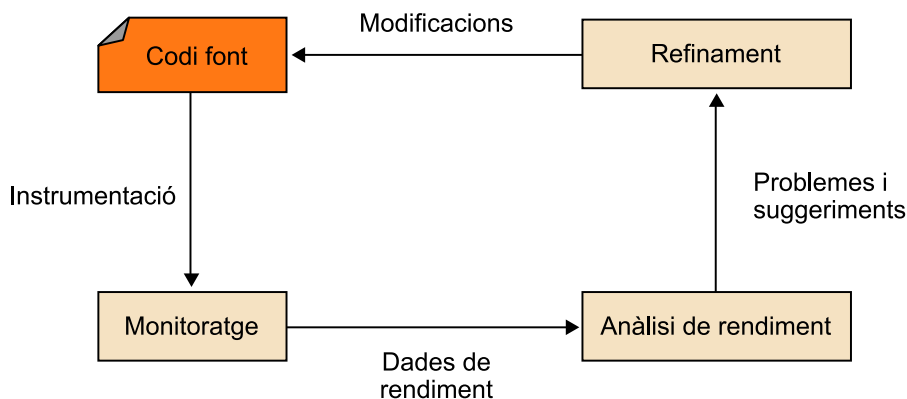 Modificacions
Codi font
Refinament
Instrumentació
Problemes i
suggeriments
Monitoratge
Anàlisi de rendiment
Dades de
rendiment